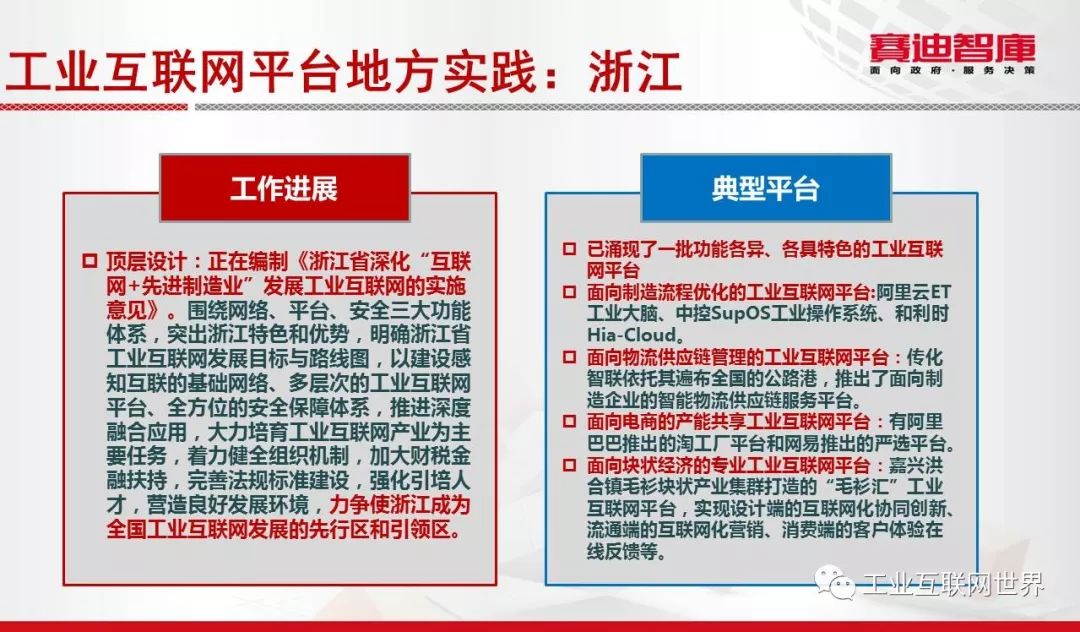 工业互联网平台地方实践：浙江
赛迪智庫
面向政府·服务决策
工作进展
顶层设计：正在编制《浙江省深化“互联
网+先进制造业”发展工业互联网的实施
意见》。围绕网络、平台、安全三大功能
体系，突出浙江特色和优势，明确浙江省
工业互联网发展目标与路线图，以建设感
知互联的基础网络、多层次的工业互联网
平台、全方位的安全保障体系，推进深度
融合应用，大力培育工业互联网产业为主
要任务，着力健全组织机制，加大财税金
融扶持，完善法规标准建设，强化引培人
才，营造良好发展环境，力争使浙江成为
全国工业互联网发展的先行区和引领区。
典型平台
已涌现了一批功能各异、各具特色的工业互联
网平台
面向制造流程优化的工业互联网平台:阿里云ET
工业大脑、中控SupOS工业操作系统、和利时
Hia-Cloud。
面向物流供应链管理的工业互联网平台：传化
智联依托其遍布全国的公路港，推出了面向制
造企业的智能物流供应链服务平台。
面向电商的产能共享工业互联网平台：有阿里
巴巴推出的淘工厂平台和网易推出的严选平台。
面向块状经济的专业工业互联网平台：嘉兴洪
合镇毛衫块状产业集群打造的“毛衫汇”工业
互联网平台，实现设计端的互联网化协同创新、
流通端的互联网化营销、消费端的客户体验在
线反馈等。
工业互联网世界